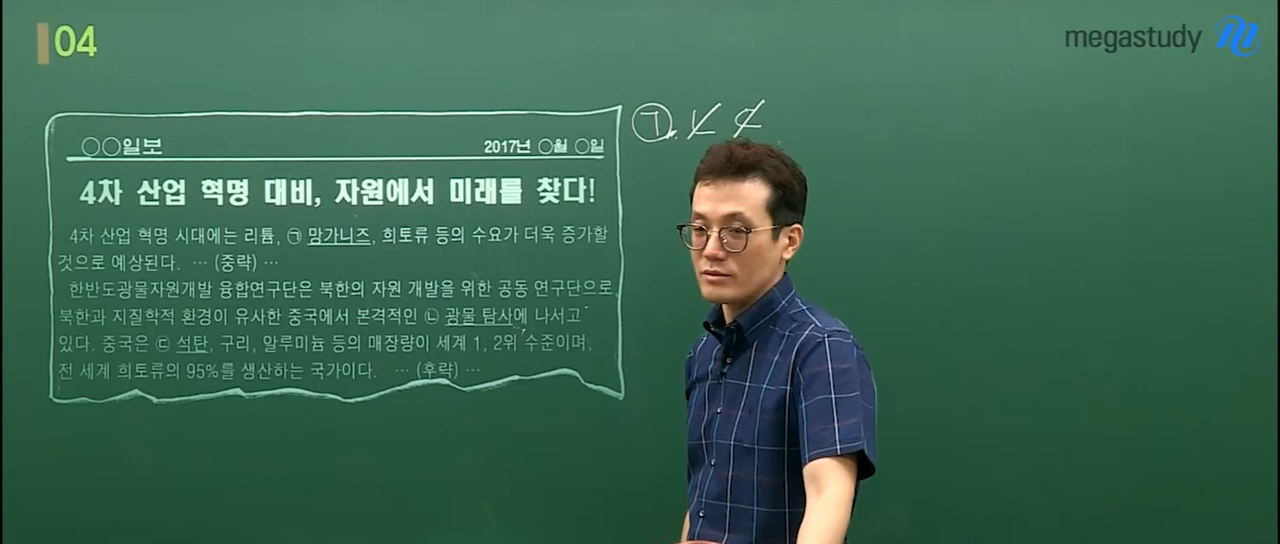 04
megastudy
ㄱ. ㄴ ㄷ
○○일보 2017년 ○월 ○일
4차 산업 혁명 대비, 자원에서 미래를 찾다!
4차 산업 혁명 시대에는 리튬, ㉠ 망가니즈, 희토류 등의 수요가 더욱 증가할
것으로 예상된다. … (중략) …
한반도광물자원개발 융합연구단은 북한의 자원 개발을 위한 공동 연구단으로,
북한과 지질학적 환경이 유사한 중국에서 본격적인 ㉡ 광물 탐사에 나서고
있다. 중국은 ㉢ 석탄, 구리, 알루미늄 등의 매장량이 세계 1, 2위 수준이며,
전 세계 희토류의 95%를 생산하는 국가이다. … (후략) …